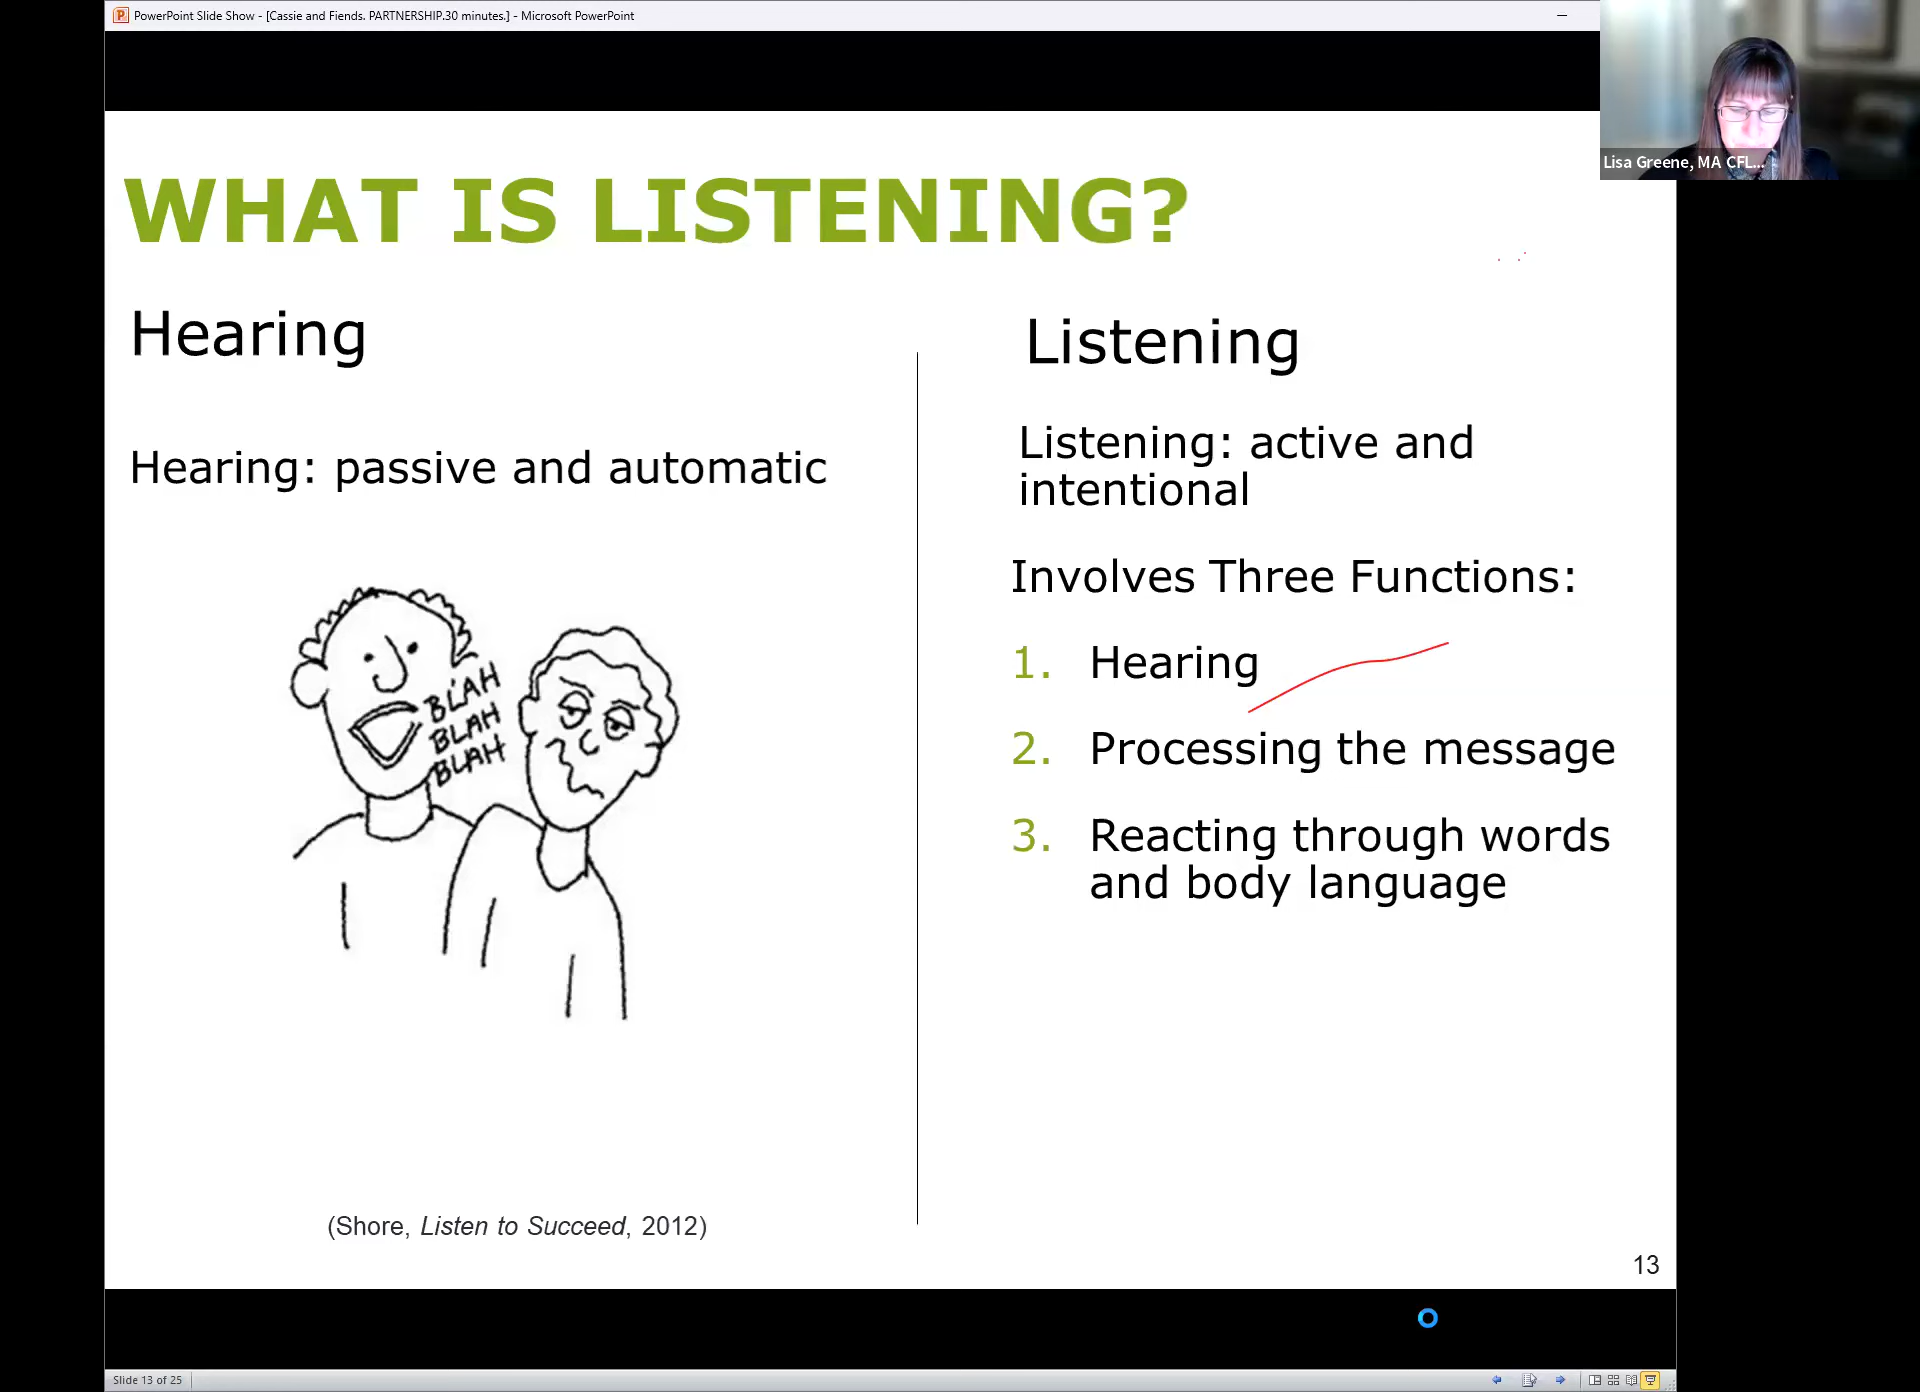 PowerPoint Slide Show - [Cassie and Fiends. PARTNERSHIP.30 minutes.] - Microsoft PowerPoint
Lisa Greene, MA CFL...
WHAT IS LISTENING?
Hearing
Hearing: passive and automatic
BLAH
BLAH
BLAH
(Shore, Listen to Succeed, 2012)
Listening
Listening: active and
intentional
Involves Three Functions:
1. Hearing
2. Processing the message
3. Reacting through words
and body language
13
Slide 13 of 25